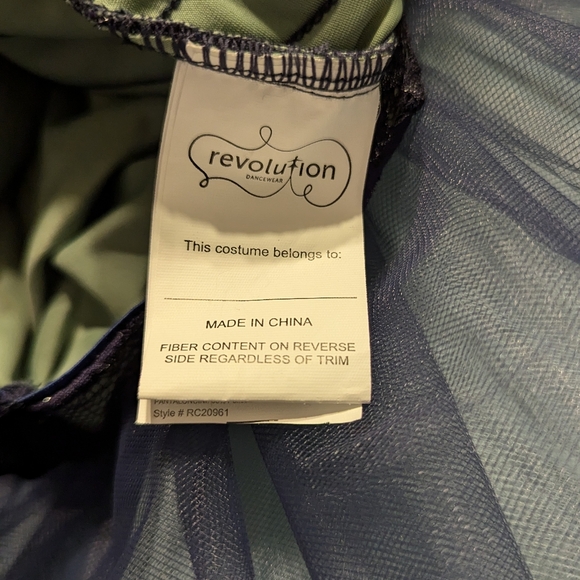 revolution
DANCEWEAR
This costume belongs to:
MADE IN CHINA
FIBER CONTENT ON REVERSE
SIDE REGARDLESS OF TRIM
Style # RC20961